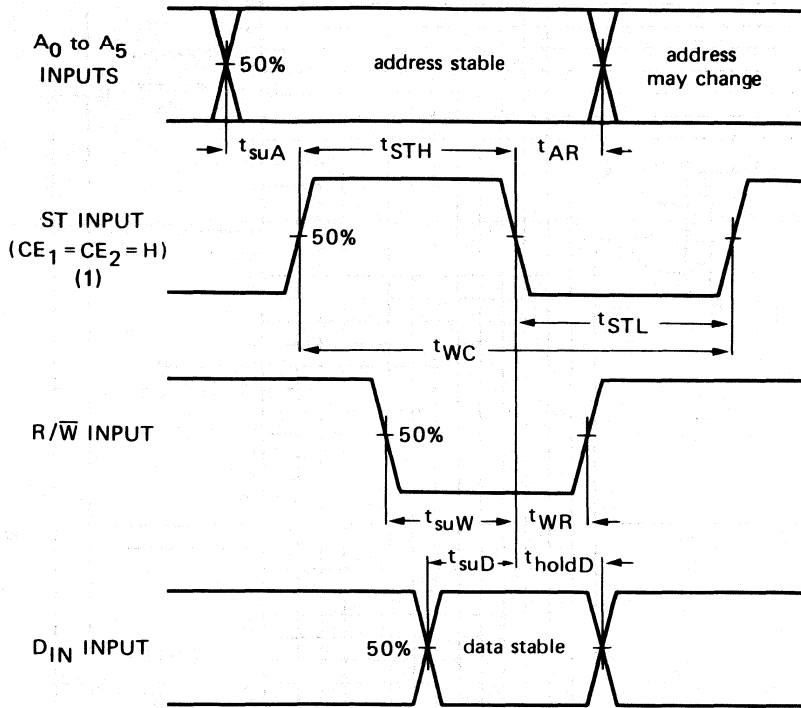 A0 to A5
INPUTS
50%
address stable
address
may change
tsuA
tSTH
tAR
ST INPUT
(CE1 = CE2 = H)
(1)
50%
tSTL
tWC
R/W̅ INPUT
50%
tsuW
tWR
tsuD
tholdD
DIN INPUT
50%
data stable